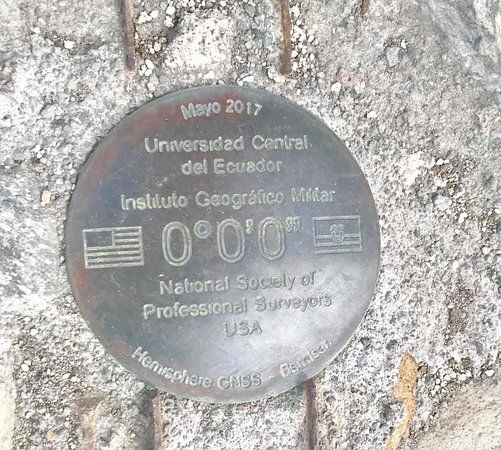 Mayo 2017
Universidad Central
del Ecuador
Instituto Geográfico Militar
0°0'0"
National Society of
Professional Surveyors
USA
Hemisphere GNSS -